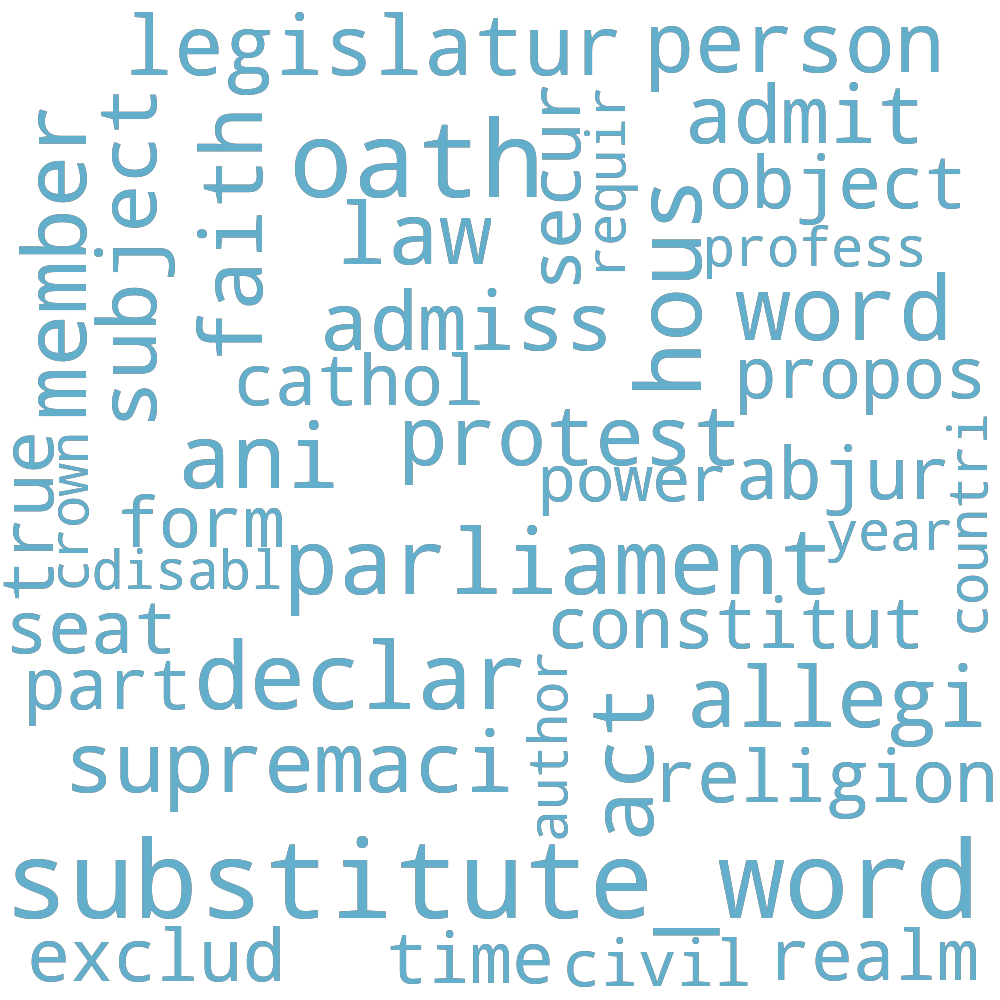 legislatur
person
member
subject
faith
oath
secur
requir
admit
object
law
hous
profess
admiss
word
cathol
propos
protest
ani
power
abjur
true
crown
form
year
countri
disabl
parliament
seat
constitut
part
declar
author
act
allegi
supremaci
religion
substitute_word
exclud
time
civil
realm